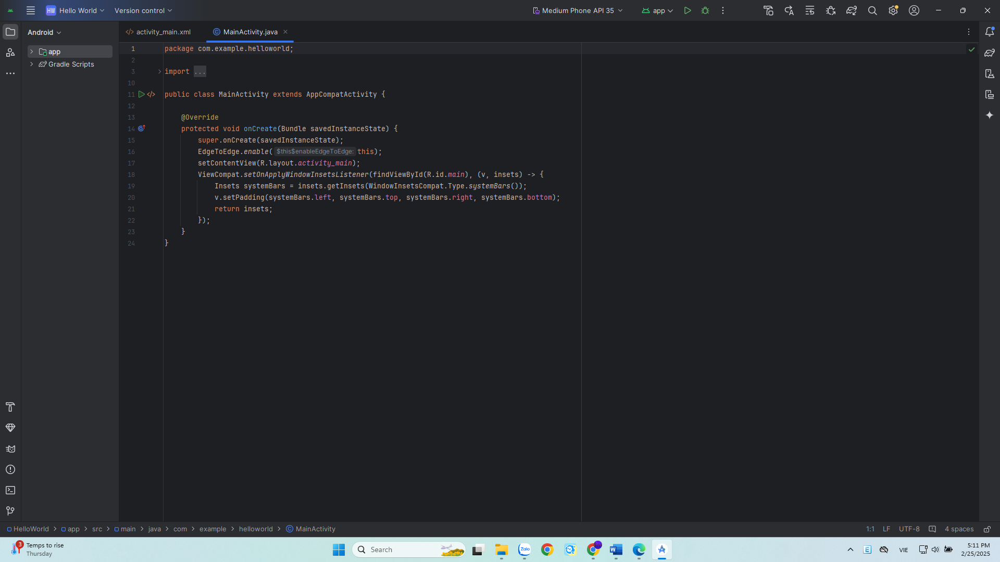 HW Hello World Version control Medium Phone API 35 app
Android
activity_main.xml MainActivity.java
app
Gradle Scripts
1 package com.example.helloworld;
2
3 import ...
10
11 public class MainActivity extends AppCompatActivity {
12
13 @Override
14 protected void onCreate(Bundle savedInstanceState) {
15 super.onCreate(savedInstanceState);
16 EdgeToEdge.enable( $this$enableEdgeToEdge: this);
17 setContentView(R.layout.activity_main);
18 ViewCompat.setOnApplyWindowInsetsListener(findViewById(R.id.main), (v, insets) -> {
19 Insets systemBars = insets.getInsets(WindowInsetsCompat.Type.systemBars());
20 v.setPadding(systemBars.left, systemBars.top, systemBars.right, systemBars.bottom);
21 return insets;
22 });
23 }
24 }
HelloWorld > app > src > main > java > com > example > helloworld > MainActivity 1:1 LF UTF-8 4 spaces
3 Temps to rise
Thursday
Search
Zalo
VIE
5:11 PM
2/25/2025